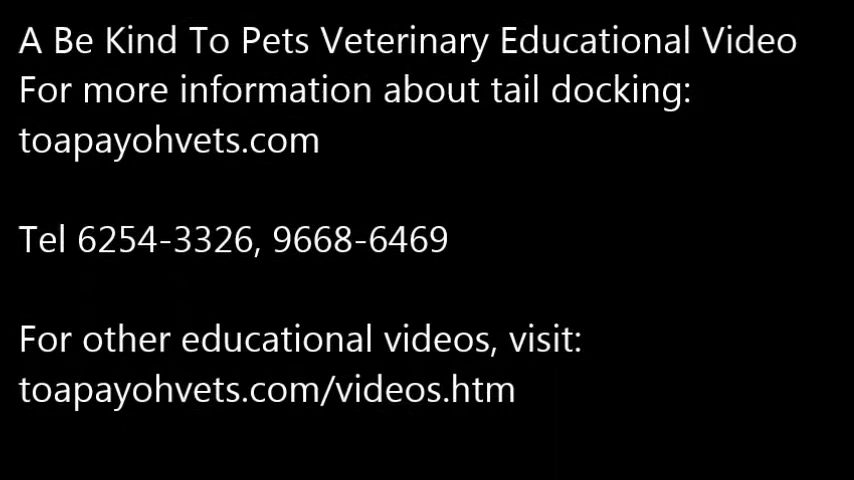 A Be Kind To Pets Veterinary Educational Video
For more information about tail docking:
toapayohvets.com
Tel 6254-3326, 9668-6469
For other educational videos, visit:
toapayohvets.com/videos.htm